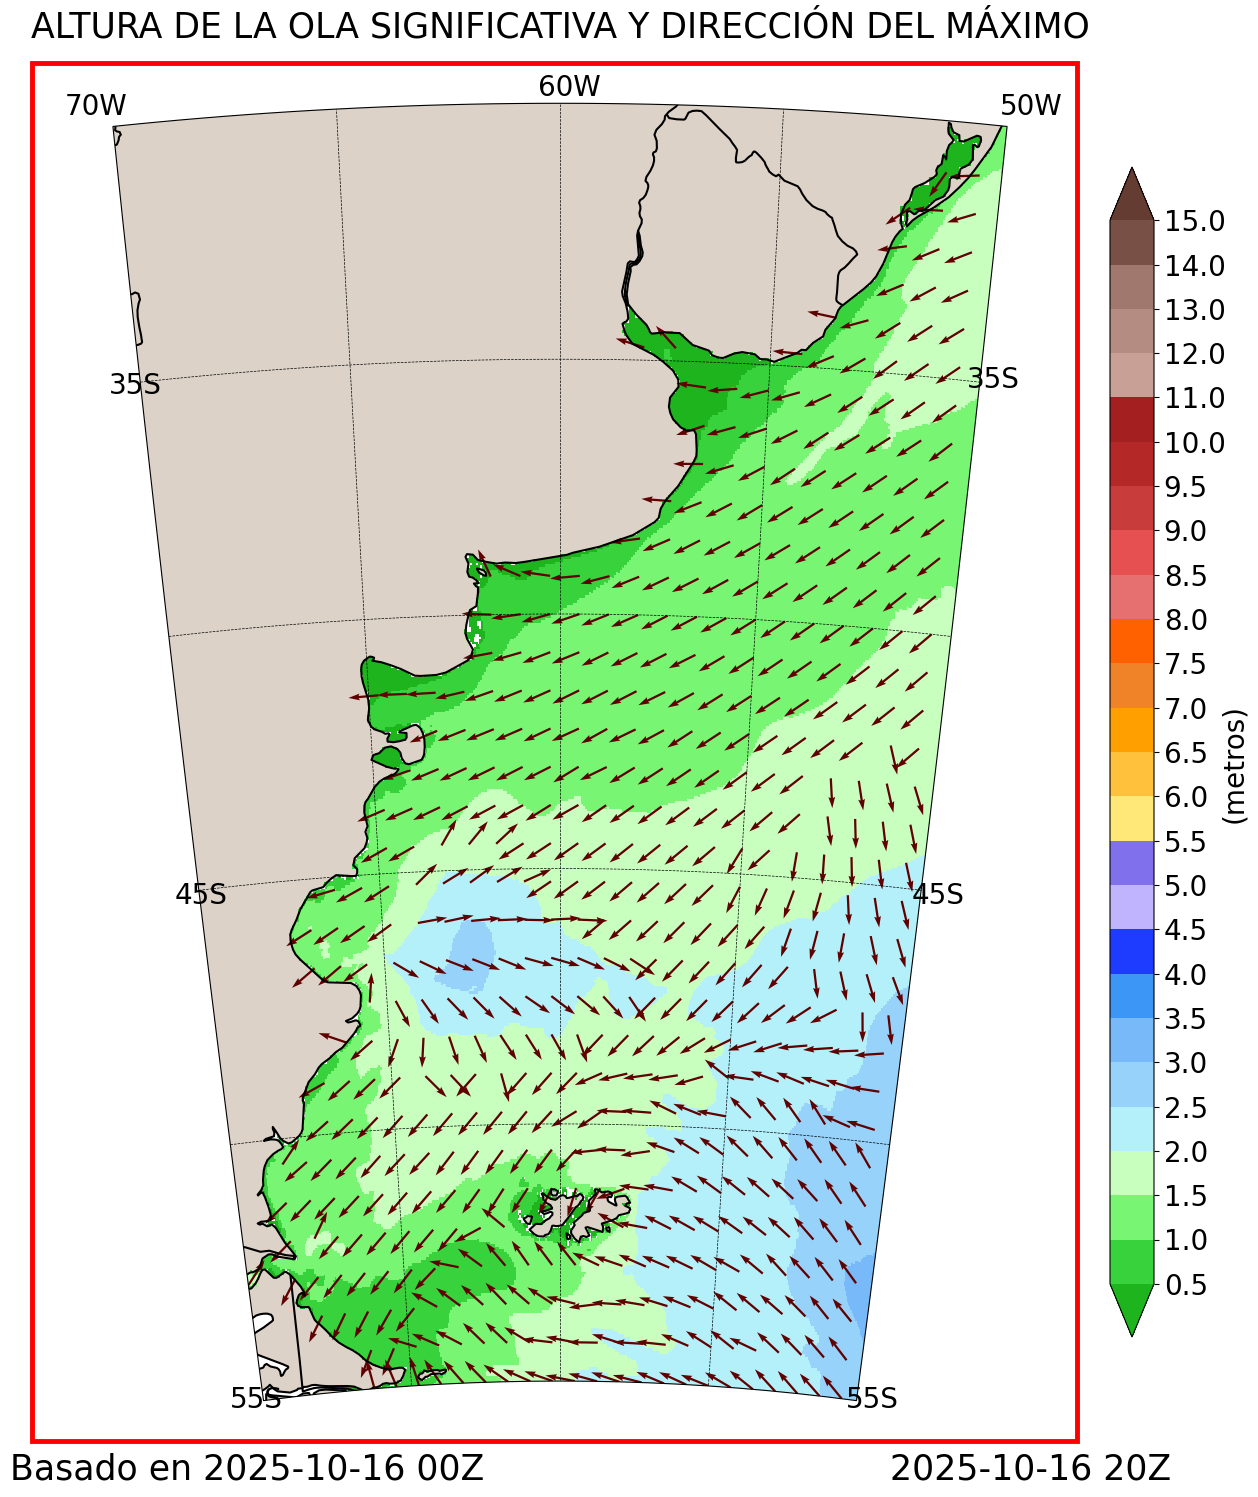 ALTURA DE LA OLA SIGNIFICATIVA Y DIRECCIÓN DEL MÁXIMO
70W
60W
50W
35S
35S
45S
45S
55S
55S
15.0
14.0
13.0
12.0
11.0
10.0
9.5
9.0
8.5
8.0
7.5
7.0
6.5
6.0
5.5
5.0
4.5
4.0
3.5
3.0
2.5
2.0
1.5
1.0
0.5
(metros)
Basado en 2025-10-16 00Z
2025-10-16 20Z